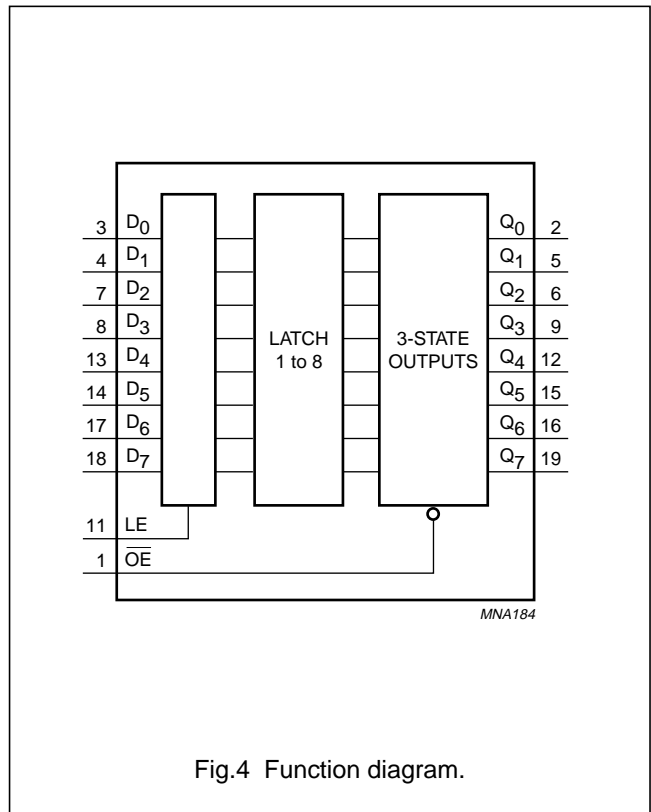 3 D0 Q0 2
4 D1 Q1 5
7 D2 Q2 6
8 D3 Q3 9
LATCH 3-STATE
1 to 8 OUTPUTS
13 D4 Q4 12
14 D5 Q5 15
17 D6 Q6 16
18 D7 Q7 19
11 LE
1 O̅E̅
MNA184
Fig.4 Function diagram.